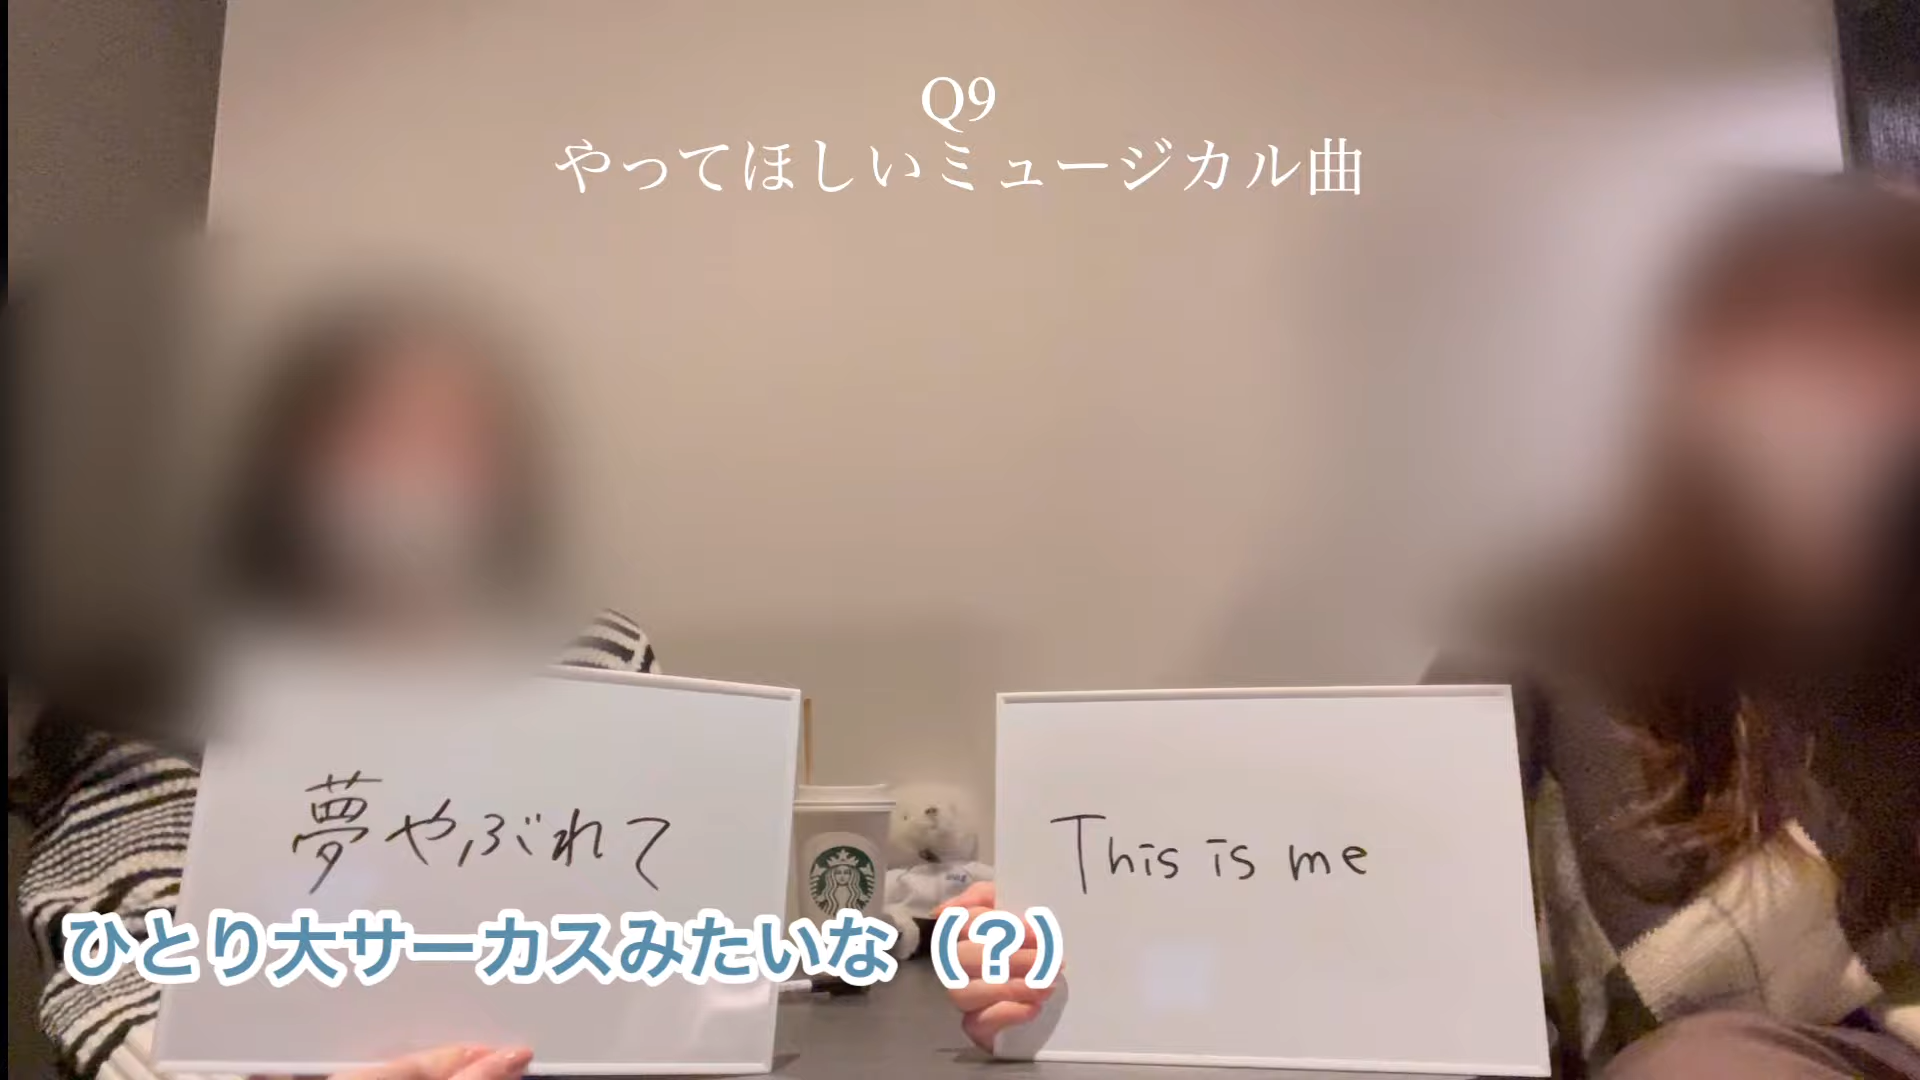 Q9
やってほしいミュージカル曲
夢やぶれて
This is me
ひとり大サーカスみたいな（？）